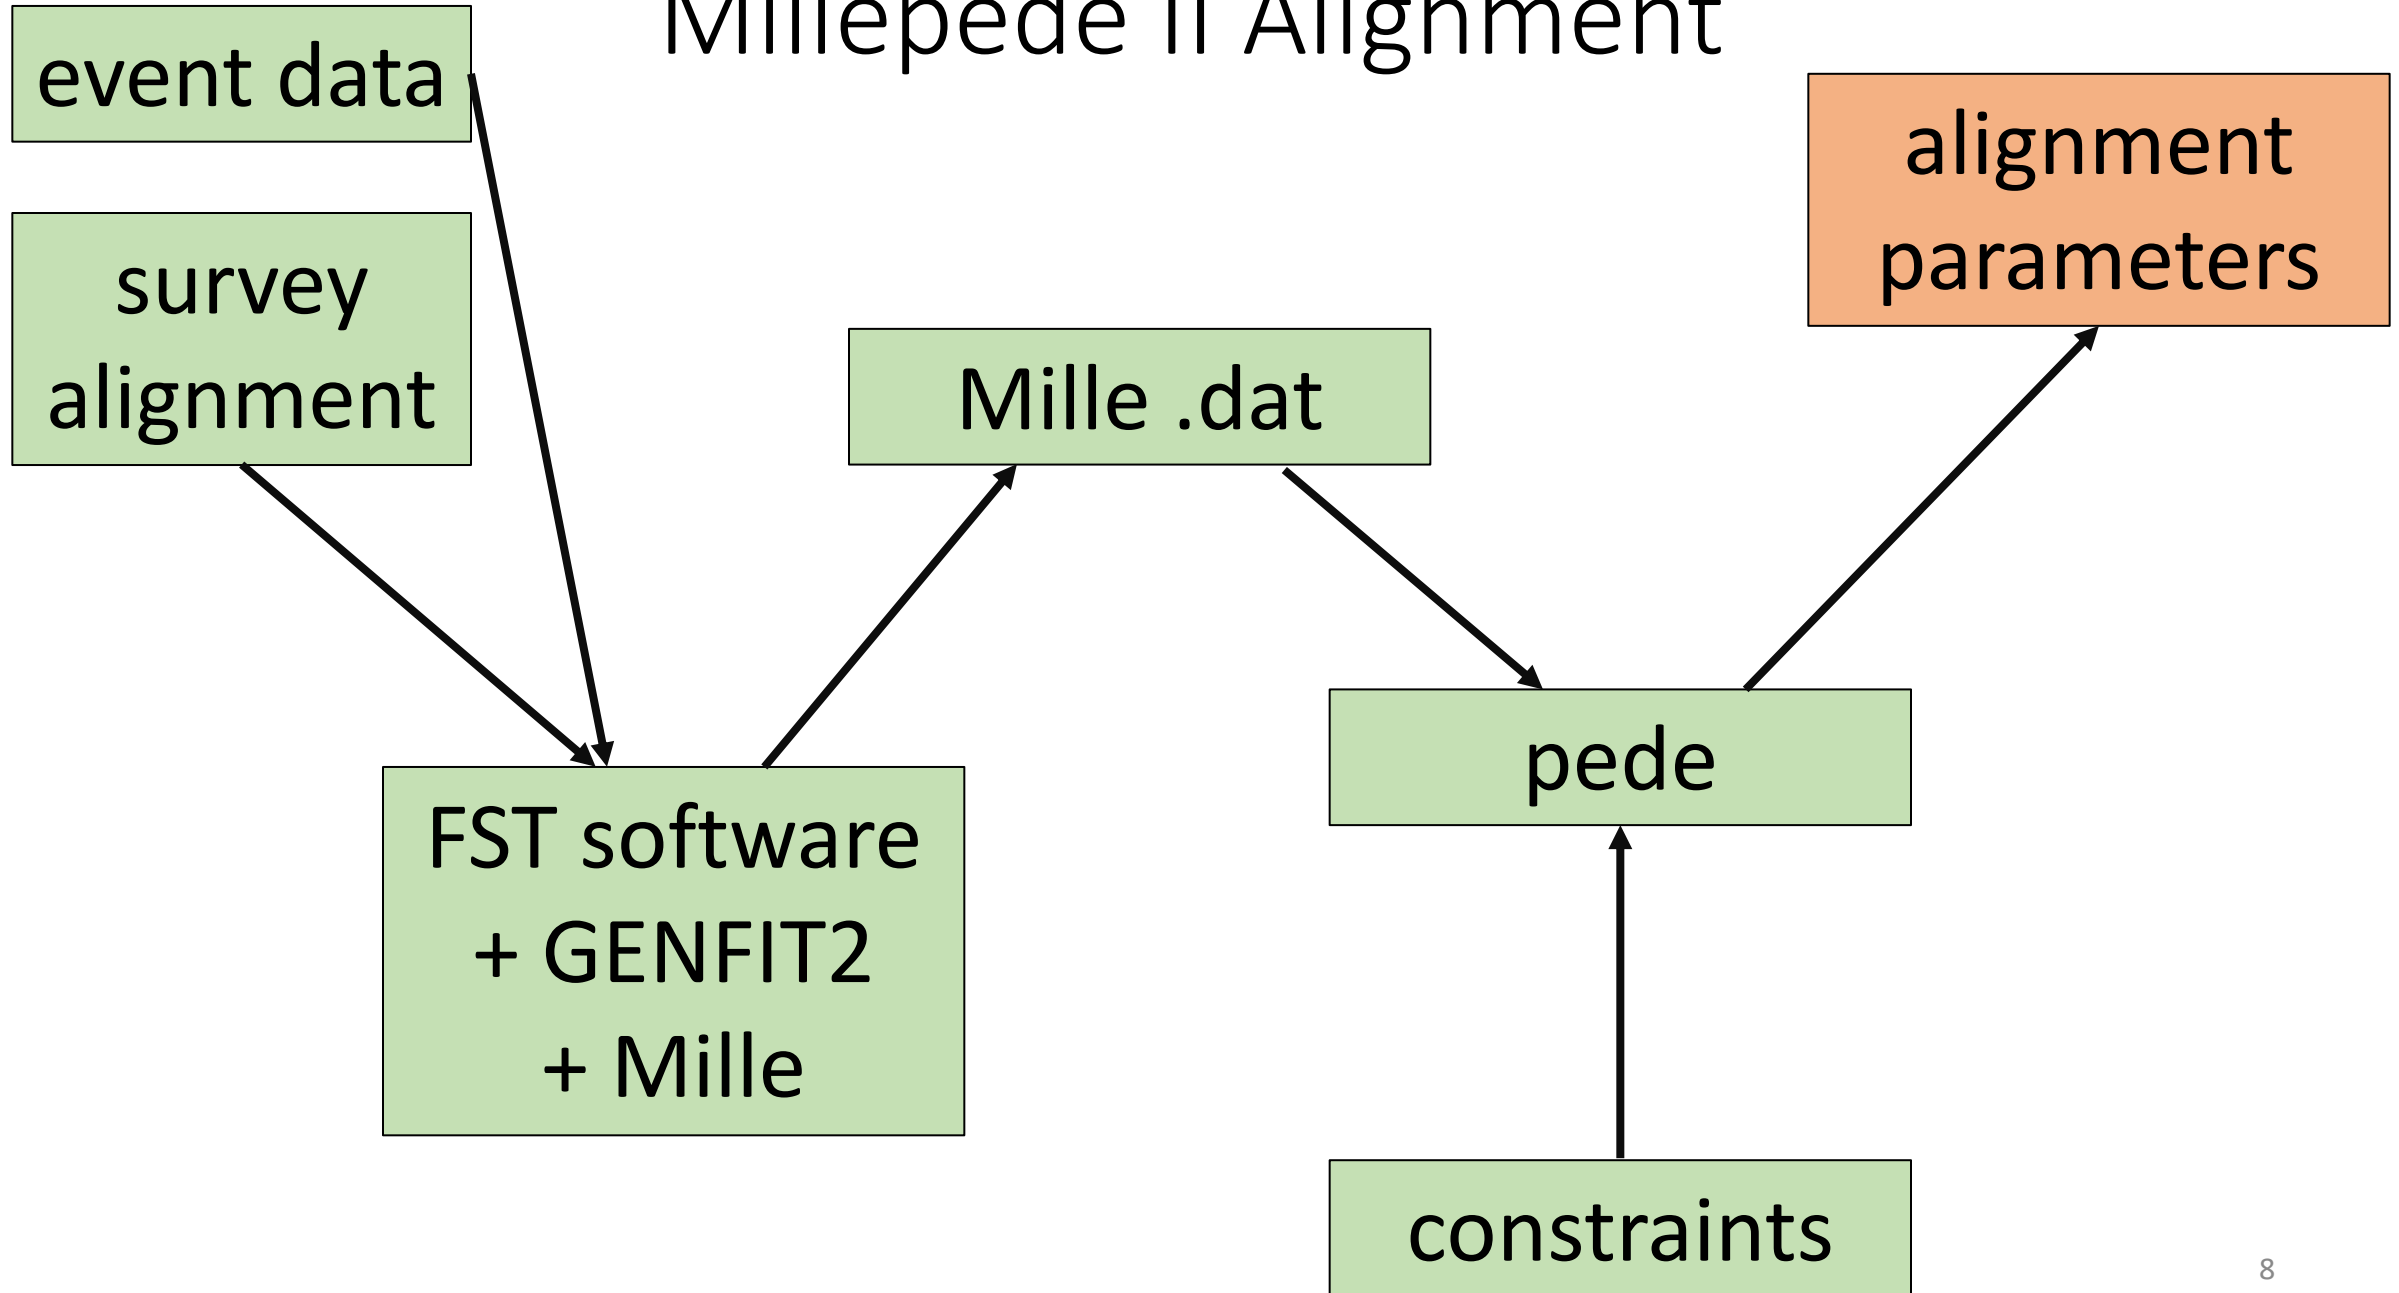 Millepede II Alignment
event data
survey
alignment
Mille .dat
alignment
parameters
FST software
+ GENFIT2
+ Mille
pede
constraints
8